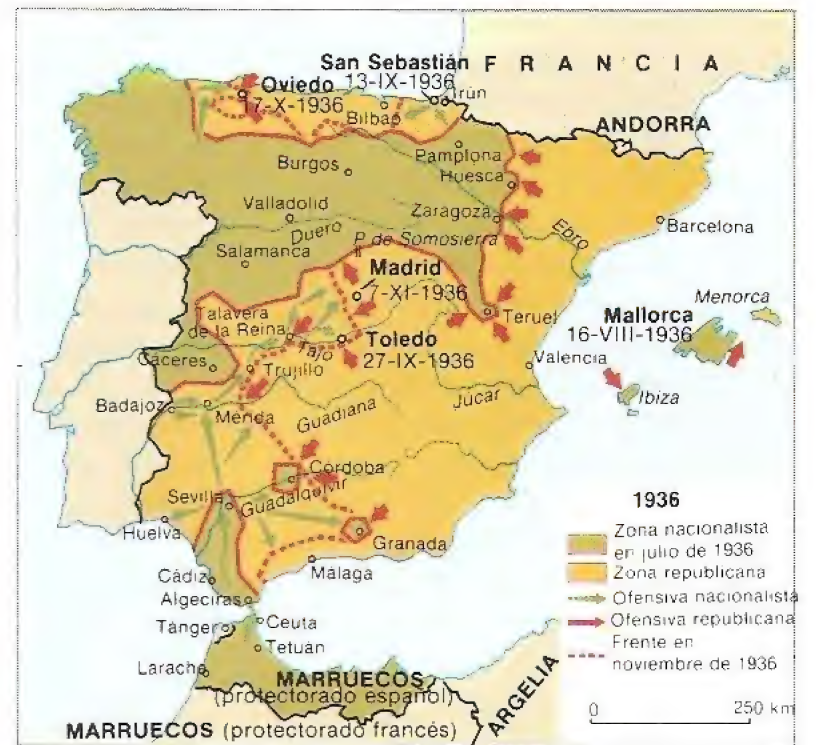 San Sebastián
13-IX-1936
FRANCIA
Oviedo
17-X-1936
Irún
Bilbao
ANDORRA
Pamplona
Burgos
Huesca
Valladolid
Zaragoza
Duero
Ebro
Barcelona
P. de Somosierra
Salamanca
Madrid
7-XI-1936
Menorca
Talavera
de la Reina
Teruel
Mallorca
16-VIII-1936
Tajo
Toledo
27-IX-1936
Cáceres
Trujillo
Valencia
Badajoz
Mérida
Guadiana
Júcar
Ibiza
Córdoba
Sevilla
Guadalquivir
Huelva
Granada
Cádiz
Málaga
Algeciras
Tánger
Ceuta
Tetuán
Larache
MARRUECOS
(protectorado español)
MARRUECOS (protectorado francés)
ARGELIA
1936
Zona nacionalista
en julio de 1936
Zona republicana
Ofensiva nacionalista
Ofensiva republicana
Frente en
noviembre de 1936
0 250 km